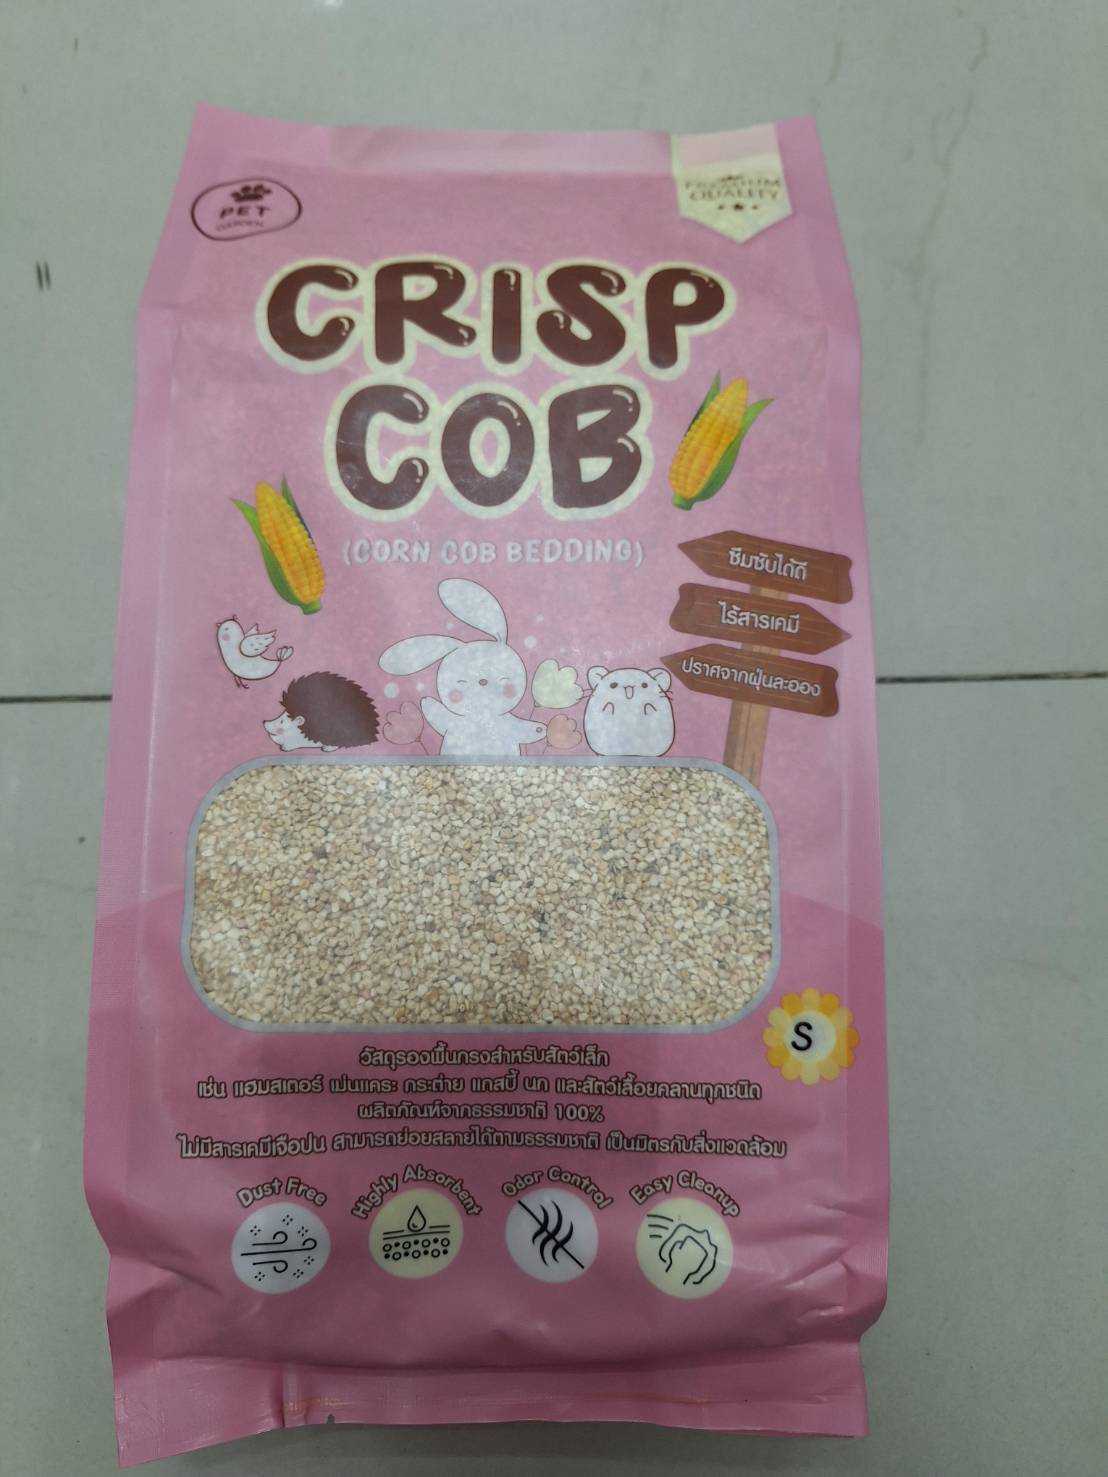 PET
GARDEN
PREMIUM
QUALITY
CRISP
COB
(CORN COB BEDDING)
ซึมซับได้ดี
ไร้สารเคมี
ปราศจากฝุ่นละออง
S
วัสดุรองพื้นกรงสำหรับสัตว์เล็ก
เช่น แฮมสเตอร์ เม่นแคระ กระต่าย แกสบี้ นก และสัตว์เลื้อยคลานทุกชนิด
ผลิตภัณฑ์จากธรรมชาติ 100%
ไม่มีสารเคมีเจือปน สามารถย่อยสลายได้ตามธรรมชาติ เป็นมิตรกับสิ่งแวดล้อม
Dust Free
Highly Absorbent
Odor Control
Easy Cleanup